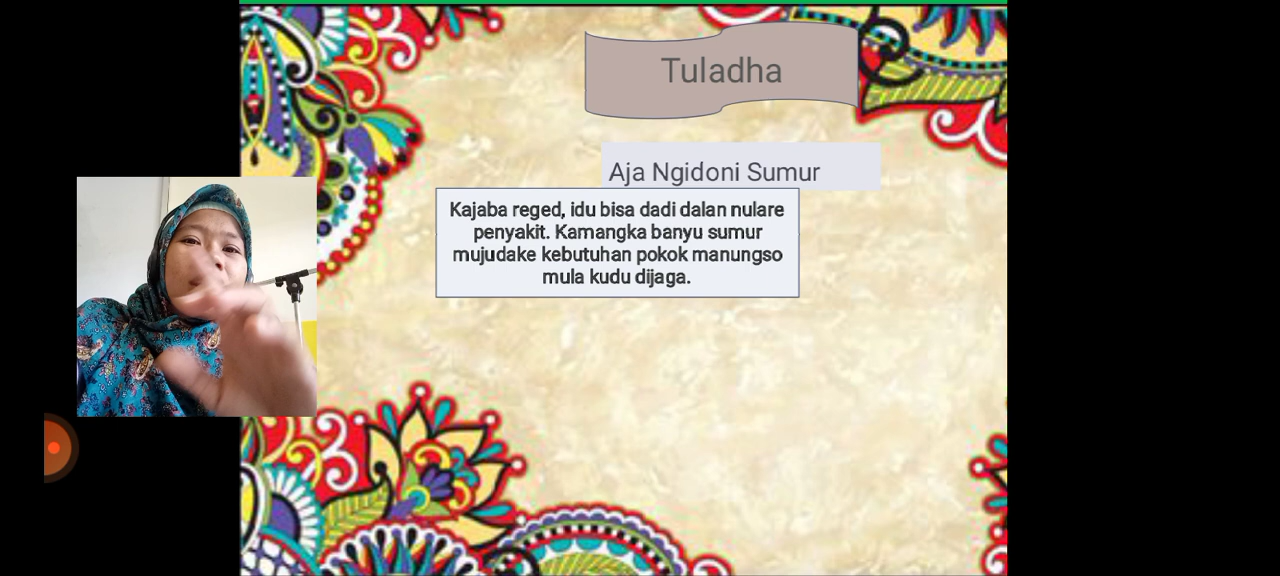 Tuladha
Aja Ngidoni Sumur
Kajaba reged, idu bisa dadi dalan nulare
penyakit. Kamangka banyu sumur
mujudake kebutuhan pokok manungso
mula kudu dijaga.